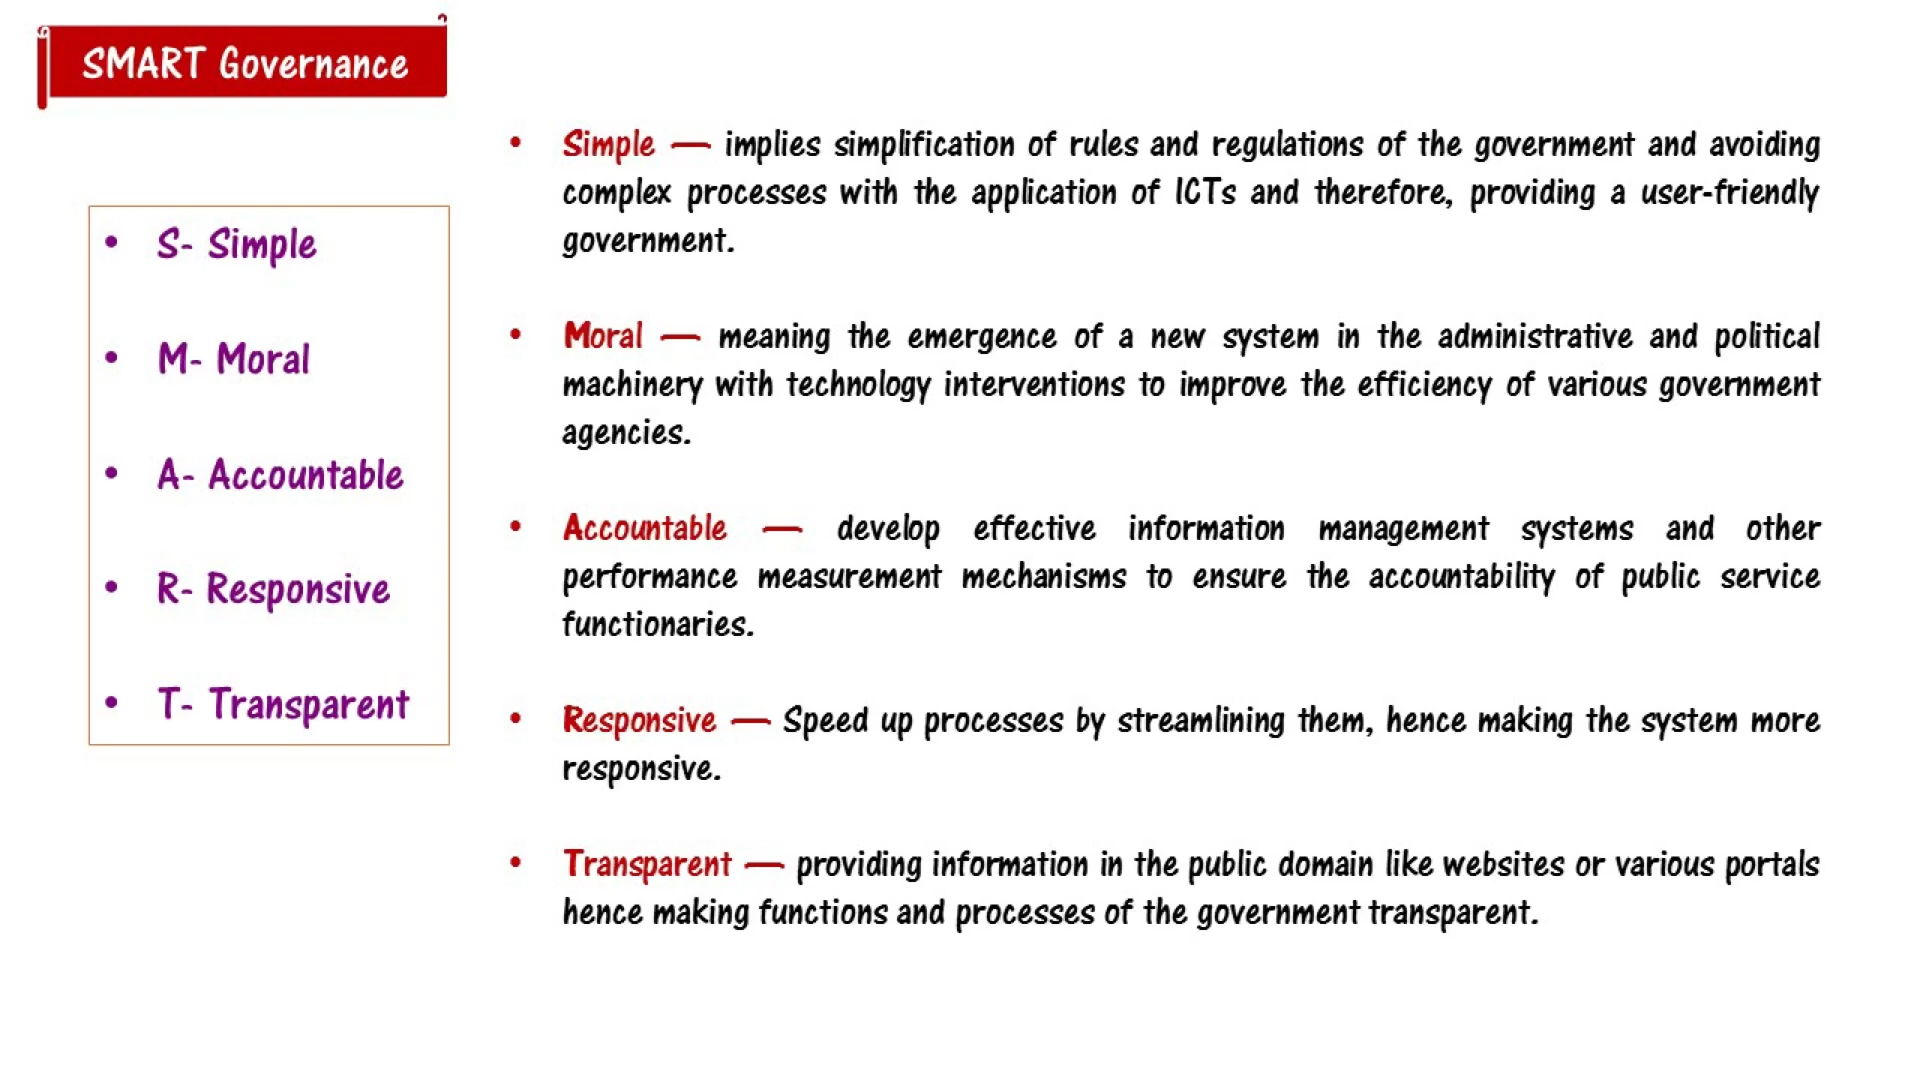 SMART Governance
• S- Simple
• M- Moral
• A- Accountable
• R- Responsive
• T- Transparent
• Simple — implies simplification of rules and regulations of the government and avoiding
complex processes with the application of ICTs and therefore, providing a user-friendly
government.
• Moral — meaning the emergence of a new system in the administrative and political
machinery with technology interventions to improve the efficiency of various government
agencies.
• Accountable — develop effective information management systems and other
performance measurement mechanisms to ensure the accountability of public service
functionaries.
• Responsive — Speed up processes by streamlining them, hence making the system more
responsive.
• Transparent — providing information in the public domain like websites or various portals
hence making functions and processes of the government transparent.